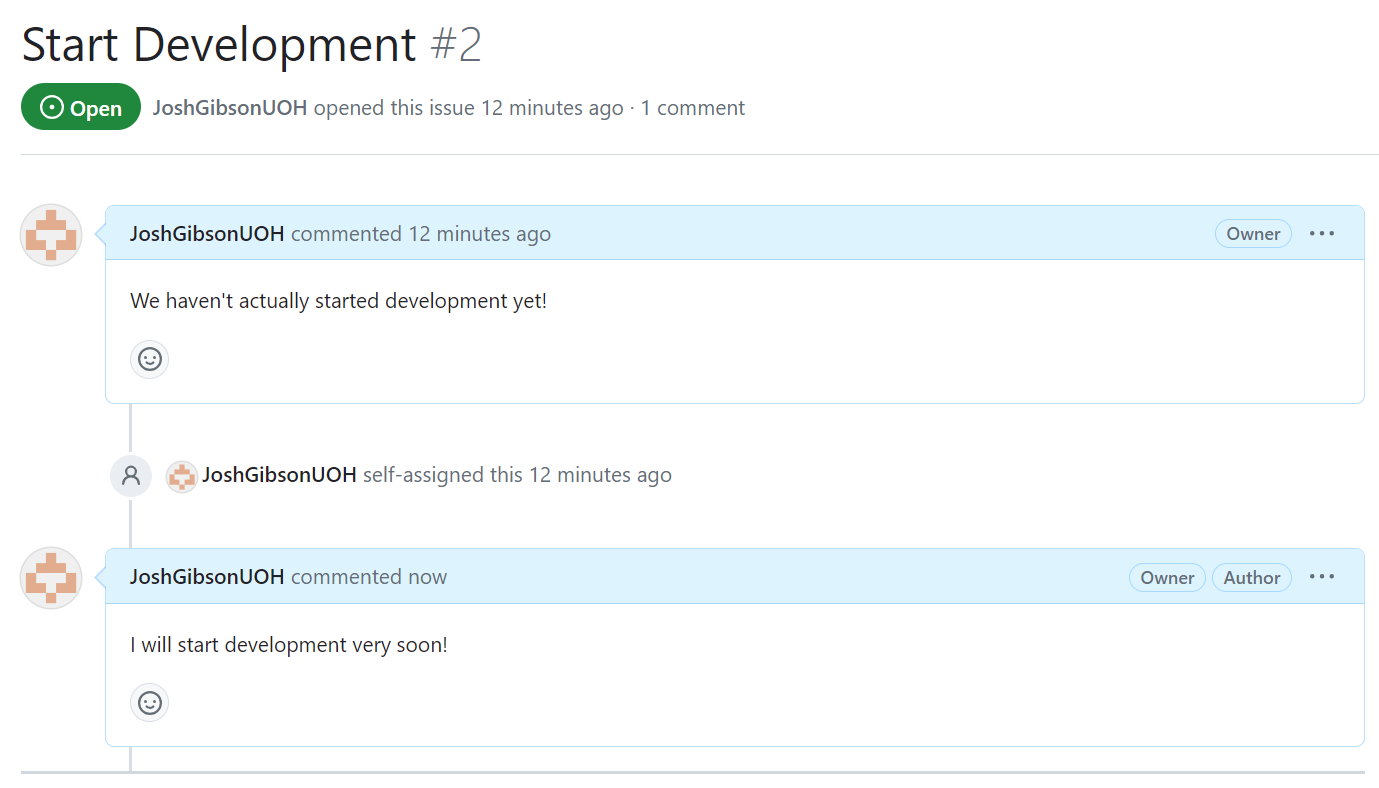 Start Development #2
Open JoshGibsonUOH opened this issue 12 minutes ago · 1 comment
JoshGibsonUOH commented 12 minutes ago Owner
We haven't actually started development yet!
JoshGibsonUOH self-assigned this 12 minutes ago
JoshGibsonUOH commented now Owner Author
I will start development very soon!